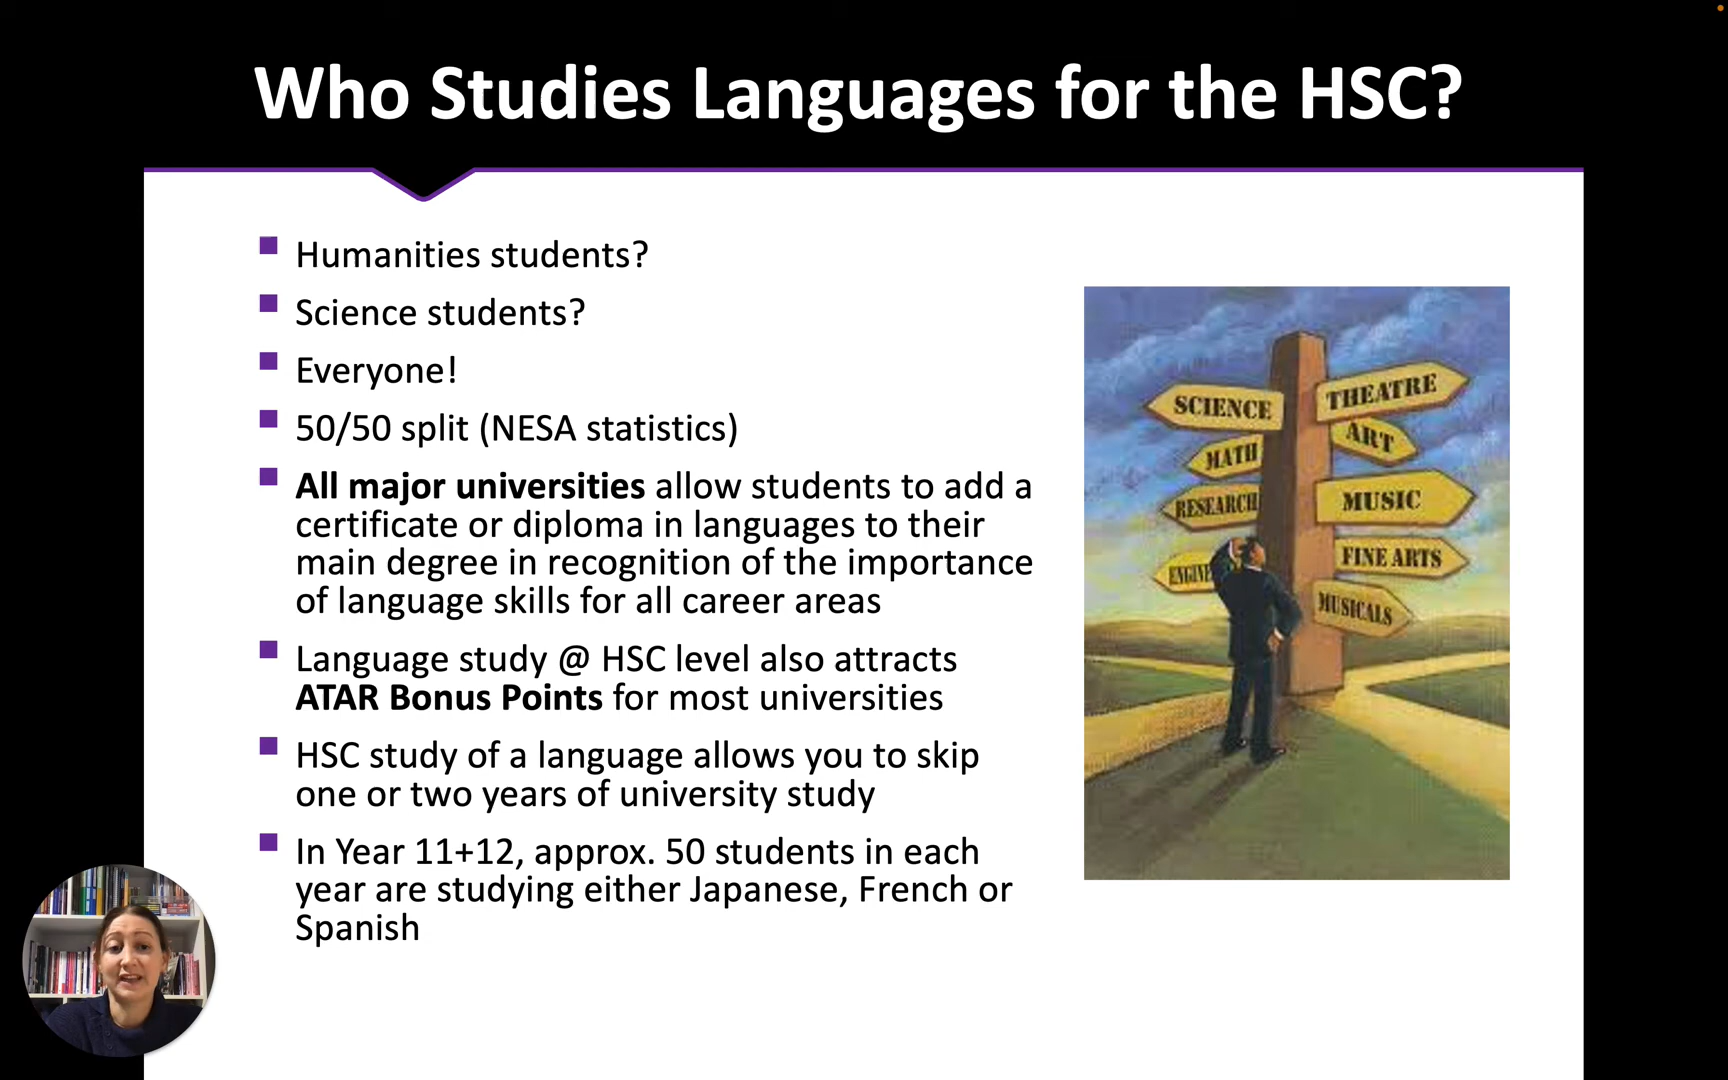 Who Studies Languages for the HSC?
Humanities students?
Science students?
Everyone!
50/50 split (NESA statistics)
All major universities allow students to add a
certificate or diploma in languages to their
main degree in recognition of the importance
of language skills for all career areas
Language study @ HSC level also attracts
ATAR Bonus Points for most universities
HSC study of a language allows you to skip
one or two years of university study
In Year 11+12, approx. 50 students in each
year are studying either Japanese, French or
Spanish
SCIENCE
MATH
RESEARCH
THEATRE
ART
MUSIC
FINE ARTS
MUSICALS